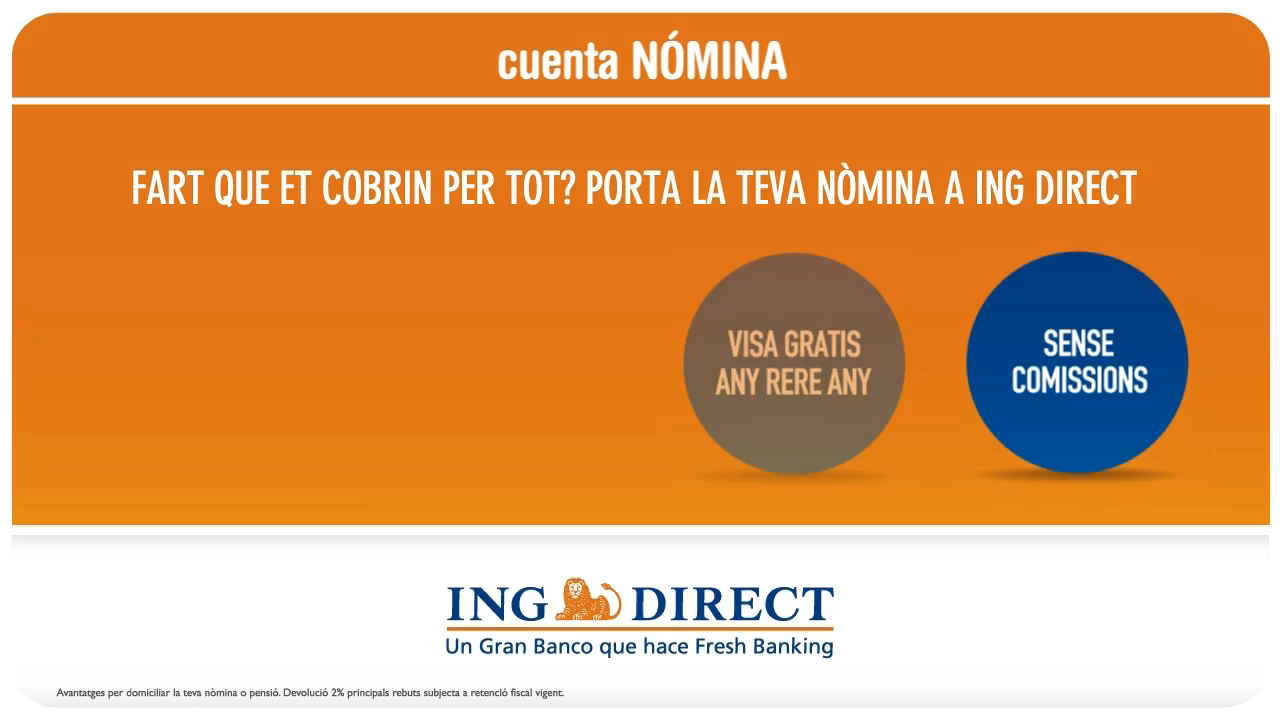 cuenta NÓMINA
FART QUE ET COBRIN PER TOT? PORTA LA TEVA NÒMINA A ING DIRECT
VISA GRATIS
ANY RERE ANY
SENSE
COMISSIONS
ING DIRECT
Un Gran Banco que hace Fresh Banking
Avantatges per domiciliar la teva nòmina o pensió. Devolució 2% principals rebuts subjecta a retenció fiscal vigent.